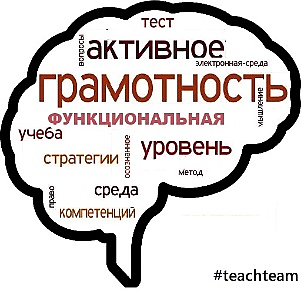 тест
вопросы
активное
электронная-среда
грамотность
мышление
ФУНКЦИОНАЛЬНАЯ
учеба
уровень
стратегии
осознанное
метод
среда
право
компетенций
#teachteam